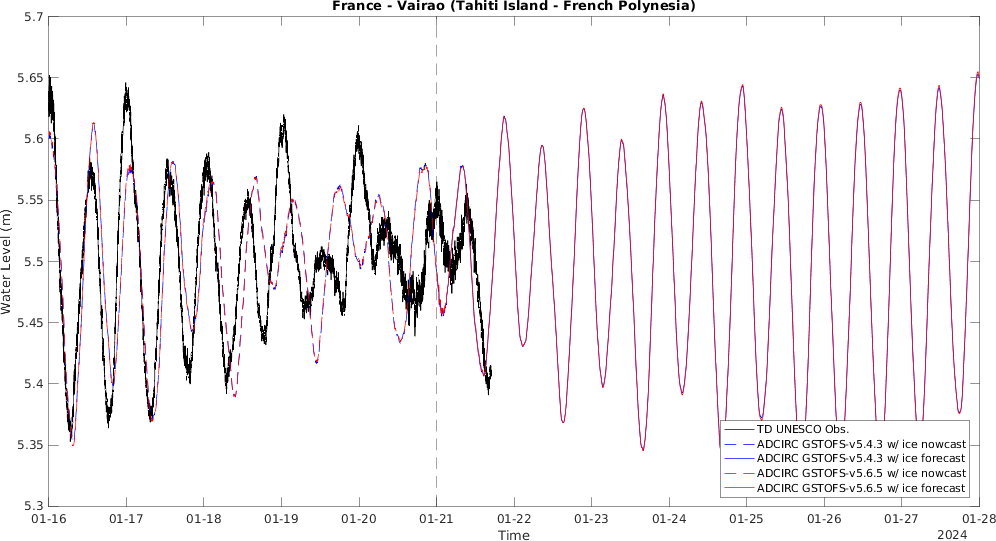 France - Vairao (Tahiti Island - French Polynesia)
5.7
5.65
5.6
5.55
5.5
5.45
5.4
5.35
5.3
Water Level (m)
TD UNESCO Obs.
ADCIRC GSTOFS-v5.4.3 w/ ice nowcast
ADCIRC GSTOFS-v5.4.3 w/ ice forecast
ADCIRC GSTOFS-v5.6.5 w/ ice nowcast
ADCIRC GSTOFS-v5.6.5 w/ ice forecast
01-16 01-17 01-18 01-19 01-20 01-21 01-22 01-23 01-24 01-25 01-26 01-27 01-28
Time
2024